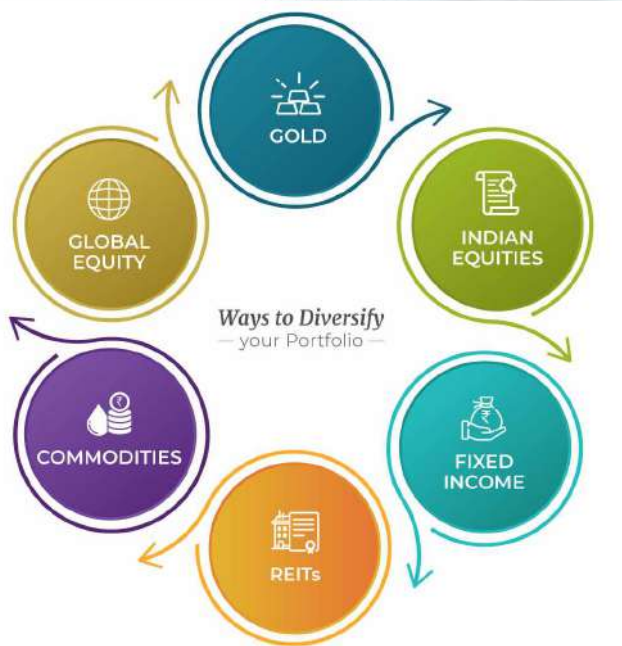 GOLD
INDIAN
EQUITIES
FIXED
INCOME
REITs
COMMODITIES
GLOBAL
EQUITY
Ways to Diversify
your Portfolio